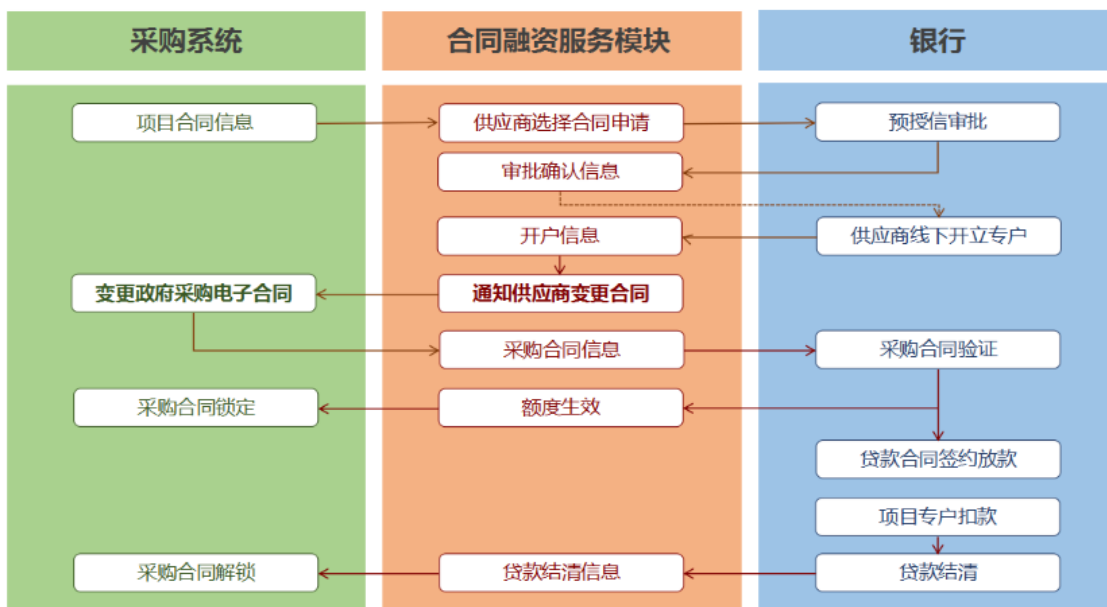 采购系统
合同融资服务模块
银行
项目合同信息
供应商选择合同申请
预授信审批
审批确认信息
开户信息
供应商线下开立专户
变更政府采购电子合同
通知供应商变更合同
采购合同信息
采购合同验证
采购合同锁定
额度生效
贷款合同签约放款
项目专户扣款
采购合同解锁
贷款结清信息
贷款结清